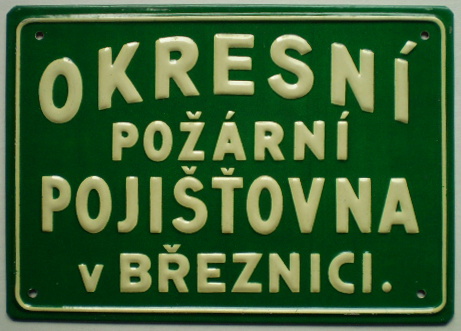 OKRESNÍ
POŽÁRNÍ
POJIŠŤOVNA
V BŘEZNICI.